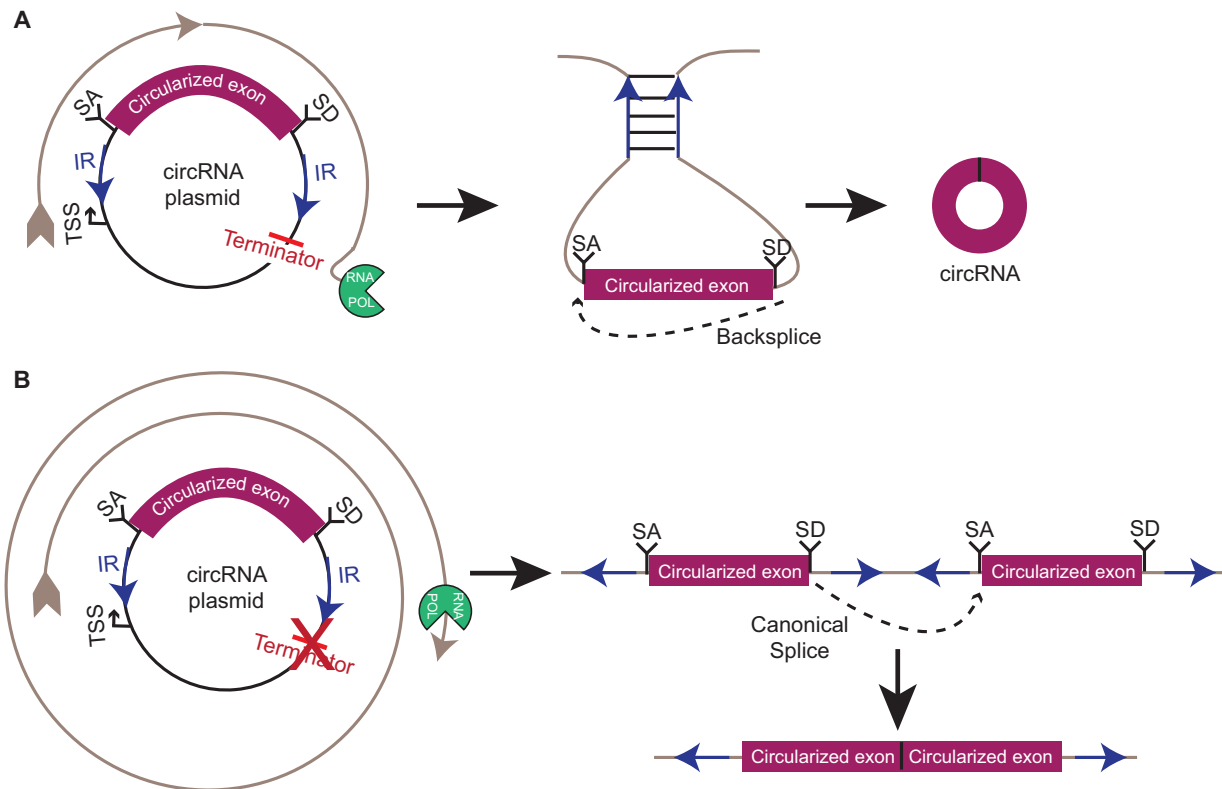 A
SA
Circularized exon
SD
IR
IR
circRNA
plasmid
TSS
Terminator
RNA
POL
SA
SD
Circularized exon
Backsplice
circRNA
B
SA
Circularized exon
SD
IR
IR
circRNA
plasmid
TSS
Terminator
RNA
POL
SA
SD
SA
SD
Circularized exon
Circularized exon
Canonical
Splice
Circularized exon
Circularized exon